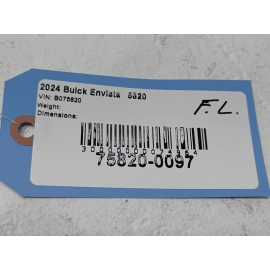 2024 Buick Envista 8820
VIN: B075820
Weight:
Dimensions:
F.L.
75820-0097